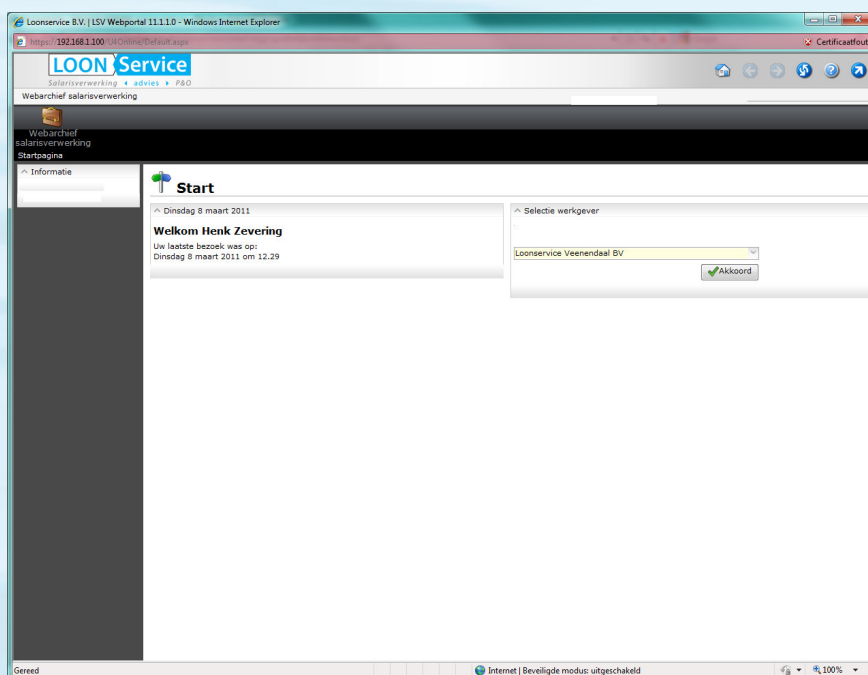 Loonservice B.V. | LSV Webportal 11.1.1.0 - Windows Internet Explorer
https://192.168.1.100/U4Online/Default.aspx
Certificaatfout
LOON Service
Salarisverwerking advies P&O
Webarchief salarisverwerking
Webarchief
salarisverwerking
Startpagina
Informatie
Start
Dinsdag 8 maart 2011
Welkom Henk Zevering
Uw laatste bezoek was op:
Dinsdag 8 maart 2011 om 12.29
Selectie werkgever
Loonservice Veenendaal BV
Akkoord
Gereed
Internet | Beveiligde modus: uitgeschakeld
100%